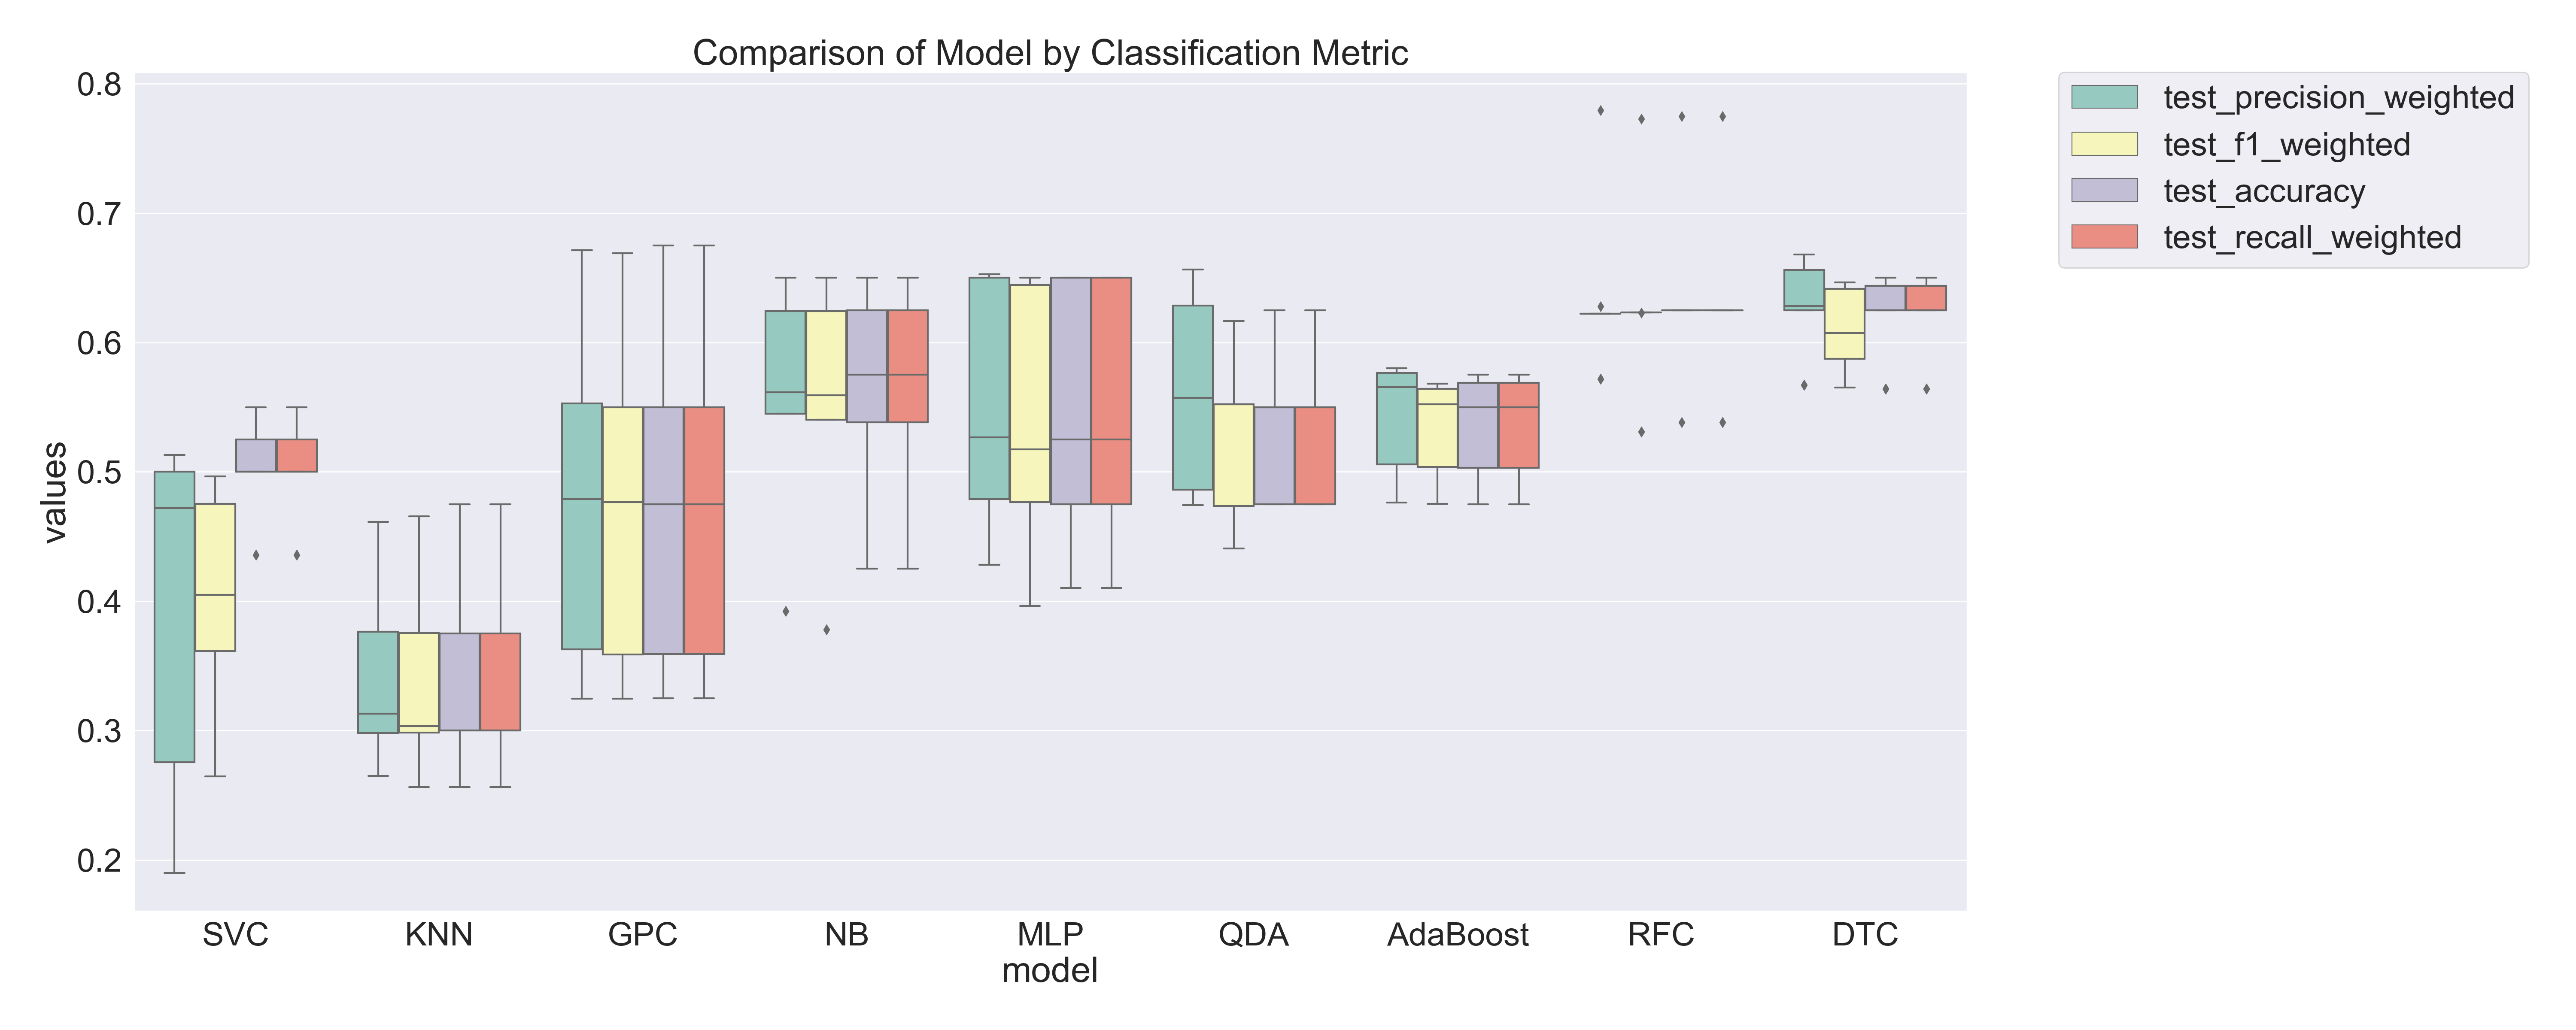 Comparison of Model by Classification Metric
0.8
0.7
0.6
0.5
0.4
0.3
0.2
values
SVC KNN GPC NB MLP QDA AdaBoost RFC DTC
model
test_precision_weighted
test_f1_weighted
test_accuracy
test_recall_weighted